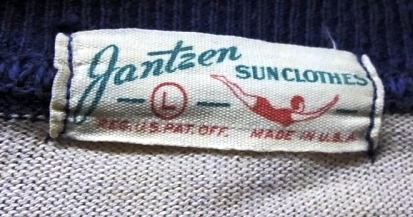 Jantzen SUNCLOTHES
L
REG. U.S. PAT. OFF. MADE IN U.S.A.